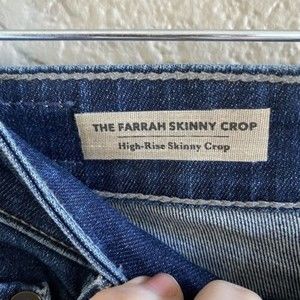 THE FARRAH SKINNY CROP
High-Rise Skinny Crop